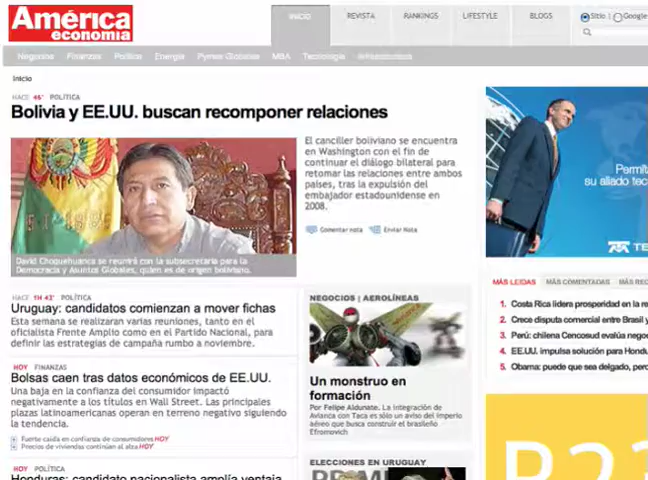 América
economía
INICIO
REVISTA
RANKINGS
LIFESTYLE
BLOGS
Sitio | Google
Negocios Finanzas Política Energía Pymes Globales MBA Tecnología Infraestructura
Inicio
HACE 46' POLÍTICA
Bolivia y EE.UU. buscan recomponer relaciones
El canciller boliviano se encuentra
en Washington con el fin de
continuar el diálogo bilateral para
retomar las relaciones entre ambos
países, tras la expulsión del
embajador estadounidense en
2008.
Comentar nota Enviar Nota
David Choquehuanca se reunirá con la subsecretaria para la
Democracia y Asuntos Globales, quien es de origen boliviano.
su aliado tec
MÁS LEIDAS MÁS COMENTADAS MÁS REC
1. Costa Rica lidera prosperidad en la re
2. Crece disputa comercial entre Brasil y
3. Perú: chilena Cencosud evalúa nego
4. EE.UU. impulsa solución para Hondu
5. Obama: puede que sea delgado, pero
HACE 1H 42' POLÍTICA
Uruguay: candidatos comienzan a mover fichas
Esta semana se realizaran varias reuniones, tanto en el
oficialista Frente Amplio como en el Partido Nacional, para
definir las estrategias de campaña rumbo a noviembre.
HOY FINANZAS
Bolsas caen tras datos económicos de EE.UU.
Una baja en la confianza del consumidor impactó
negativamente a los títulos en Wall Street. Las principales
plazas latinoamericanas operan en terreno negativo siguiendo
la tendencia.
Fuerte caída en confianza de consumidores HOY
Precios de viviendas continúan al alza HOY
HOY POLÍTICA
Honduras: candidato nacionalista amplía ventaja
NEGOCIOS | AEROLÍNEAS
Un monstruo en
formación
Por Felipe Aldunate. La integración de
Avianca con Taca es sólo un aviso del imperio
aéreo que busca construir el brasileño
Efromovich
ELECCIONES EN URUGUAY